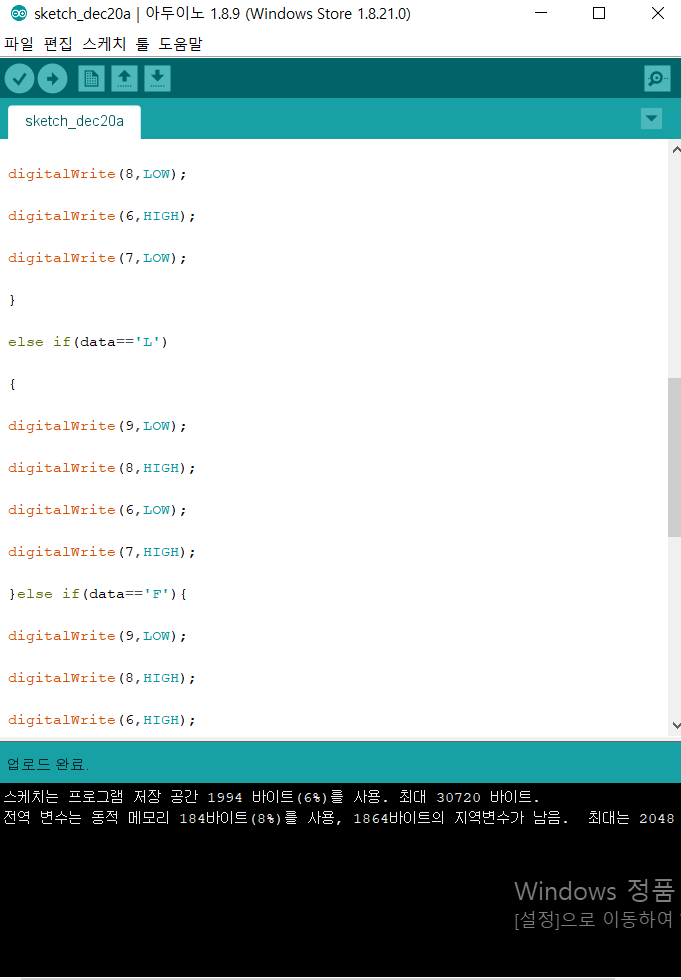 sketch_dec20a | 아두이노 1.8.9 (Windows Store 1.8.21.0)
파일 편집 스케치 툴 도움말
sketch_dec20a
digitalWrite(8,LOW);
digitalWrite(6,HIGH);
digitalWrite(7,LOW);
}
else if(data=='L')
{
digitalWrite(9,LOW);
digitalWrite(8,HIGH);
digitalWrite(6,LOW);
digitalWrite(7,HIGH);
}else if(data=='F'){
digitalWrite(9,LOW);
digitalWrite(8,HIGH);
digitalWrite(6,HIGH);
업로드 완료.
스케치는 프로그램 저장 공간 1994 바이트(6%)를 사용. 최대 30720 바이트.
전역 변수는 동적 메모리 184바이트(8%)를 사용, 1864바이트의 지역변수가 남음.  최대는 2048
Windows 정품
[설정]으로 이동하여